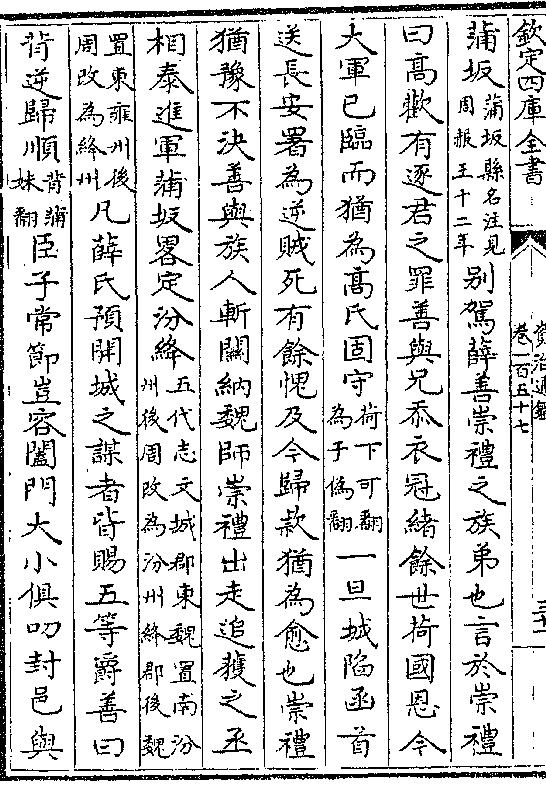 欽定四庫全書
資治通鑑
卷一百五十七
三十一
蒲坂蒲坂縣名注見周赧王十二年别駕薛善崇禮之族弟也言於崇禮
曰髙歡有逐君之罪善與兄忝衣冠緒餘世荷國恩今
大軍已臨而猶為髙氏固守荷下可翻為于偽翻一旦城陷函首
送長安署為逆賊死有餘愧及今歸款猶為愈也崇禮
猶豫不決善與族人斬關納魏師崇禮出走追獲之丞
相泰進軍蒲坂畧定汾絳五代志文城郡東魏置南汾州後周改為汾州絳郡後魏
置東雍州後周改為絳州凡薛氏預開城之謀者皆賜五等爵善曰
背逆歸順背蒲妹翻臣子常節豈容闔門大小俱叨封邑與